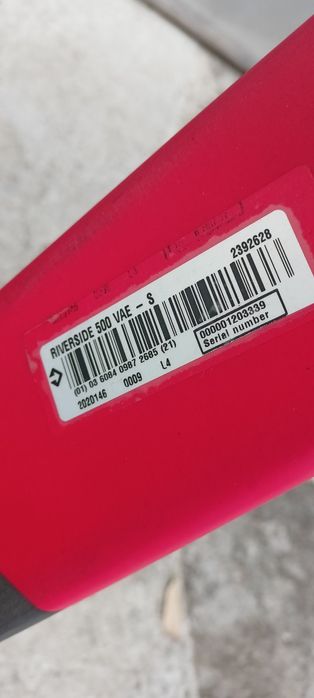 RIVERSIDE 500 VAE - S
2392628
(01) 03 6084 0987 2685 (21)
000001203339
Serial number
2020146 0009 L4